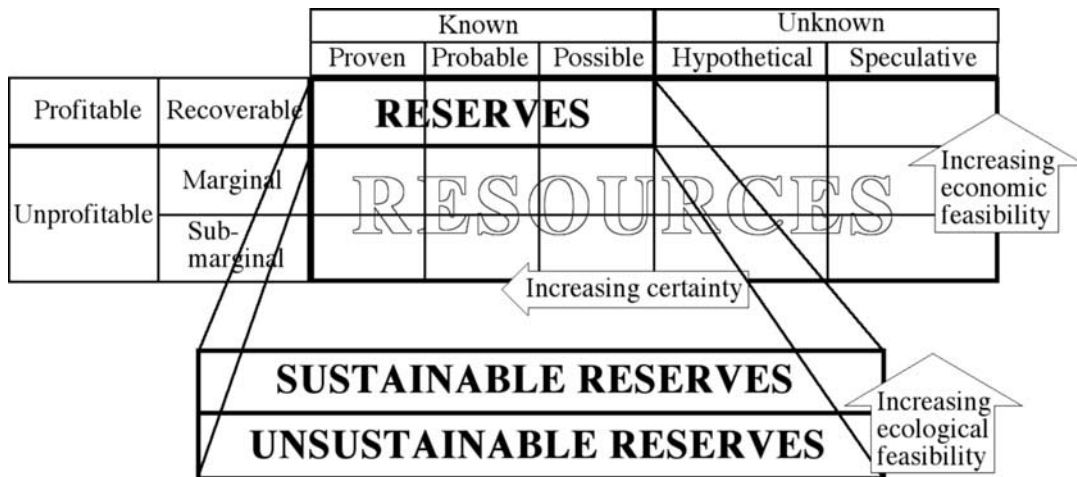 Known
Unknown
Proven
Probable
Possible
Hypothetical
Speculative
Profitable
Recoverable
RESERVES
Unprofitable
Marginal
Sub-
marginal
RESOURCES
Increasing
economic
feasibility
Increasing certainty
SUSTAINABLE RESERVES
UNSUSTAINABLE RESERVES
Increasing
ecological
feasibility